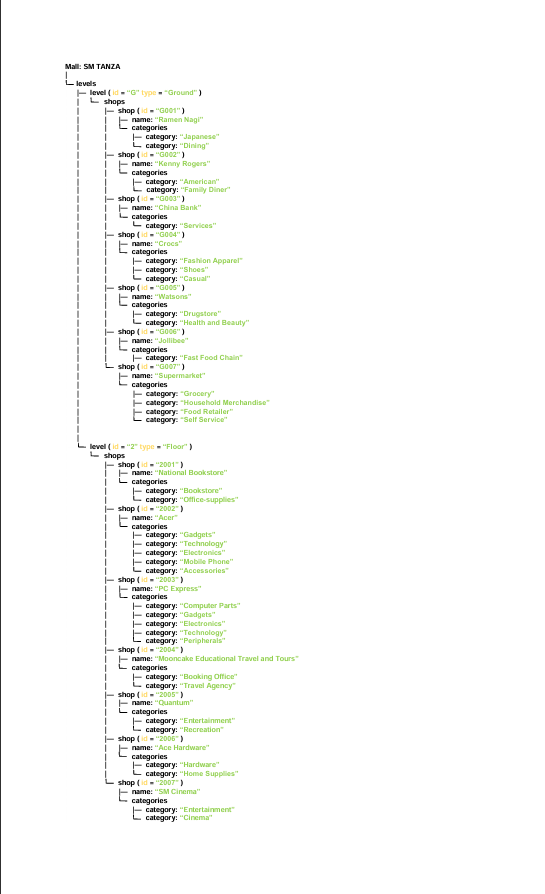 Mall: SM TANZA
levels
level ( id = "G" type = "Ground" )
shops
shop ( id = "G001" )
name: "Ramen Nagi"
categories
category: "Japanese"
category: "Dining"
shop ( id = "G002" )
name: "Kenny Rogers"
categories
category: "American"
category: "Family Diner"
shop ( id = "G003" )
name: "China Bank"
categories
category: "Services"
shop ( id = "G004" )
name: "Crocs"
categories
category: "Fashion Apparel"
category: "Shoes"
category: "Casual"
shop ( id = "G005" )
name: "Watsons"
categories
category: "Drugstore"
category: "Health and Beauty"
shop ( id = "G006" )
name: "Jollibee"
categories
category: "Fast Food Chain"
shop ( id = "G007" )
name: "Supermarket"
categories
category: "Grocery"
category: "Household Merchandise"
category: "Food Retailer"
category: "Self Service"
level ( id = "2" type = "Floor" )
shops
shop ( id = "2001" )
name: "National Bookstore"
categories
category: "Bookstore"
category: "Office-supplies"
shop ( id = "2002" )
name: "Acer"
categories
category: "Gadgets"
category: "Technology"
category: "Electronics"
category: "Mobile Phone"
category: "Accessories"
shop ( id = "2003" )
name: "PC Express"
categories
category: "Computer Parts"
category: "Gadgets"
category: "Electronics"
category: "Technology"
category: "Peripherals"
shop ( id = "2004" )
name: "Mooncake Educational Travel and Tours"
categories
category: "Booking Office"
category: "Travel Agency"
shop ( id = "2005" )
name: "Quantum"
categories
category: "Entertainment"
category: "Recreation"
shop ( id = "2006" )
name: "Ace Hardware"
categories
category: "Hardware"
category: "Home Supplies"
shop ( id = "2007" )
name: "SM Cinema"
categories
category: "Entertainment"
category: "Cinema"